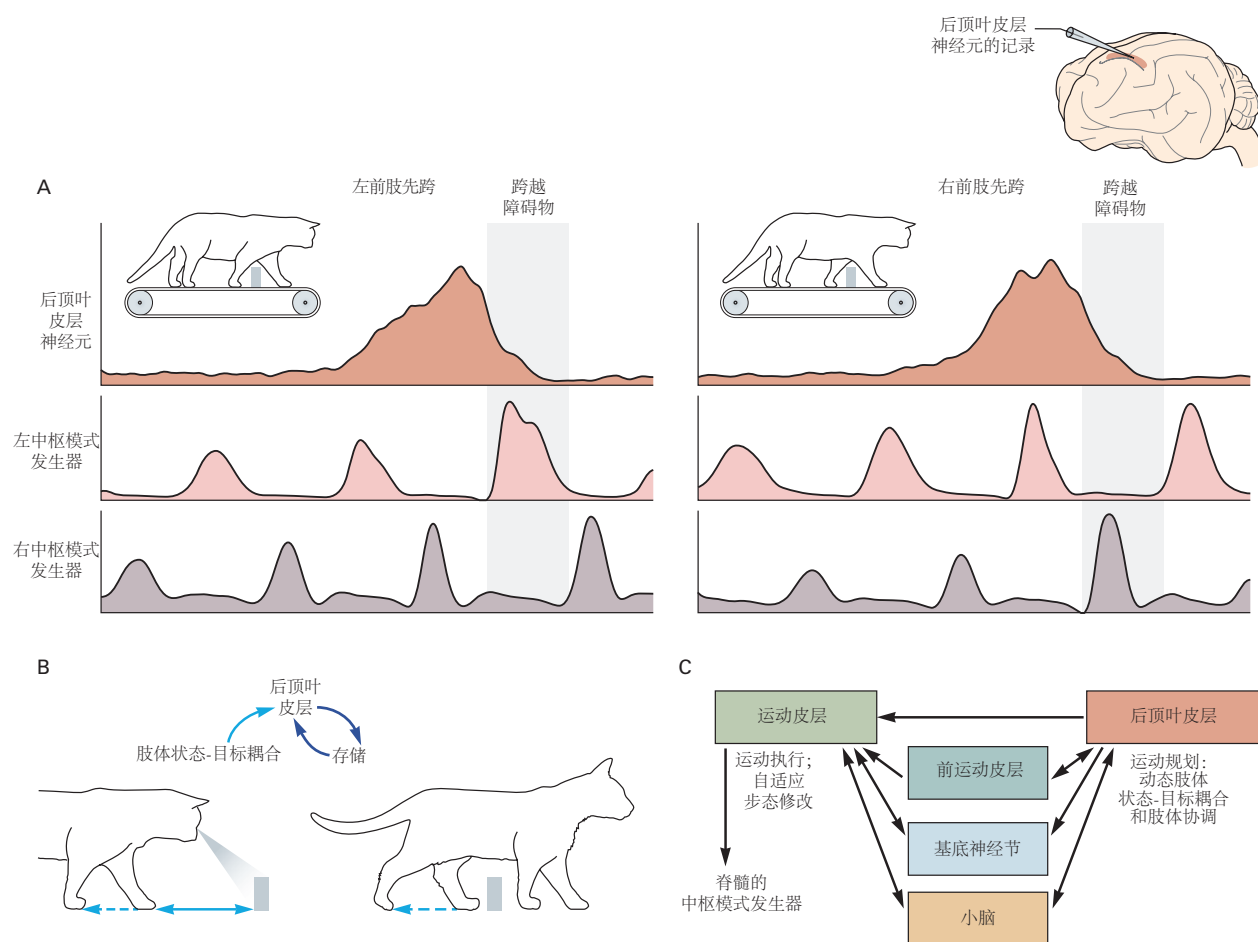 后顶叶皮层
神经元的记录
A
左前肢先跨
跨越
障碍物
右前肢先跨
跨越
障碍物
后顶叶
皮层
神经元
左中枢模式
发生器
右中枢模式
发生器
B
后顶叶
皮层
肢体状态-目标耦合
存储
C
运动皮层
后顶叶皮层
运动执行;
自适应
步态修改
前运动皮层
运动规划:
动态肢体
状态-目标耦合
和肢体协调
基底神经节
脊髓的
中枢模式发生器
小脑